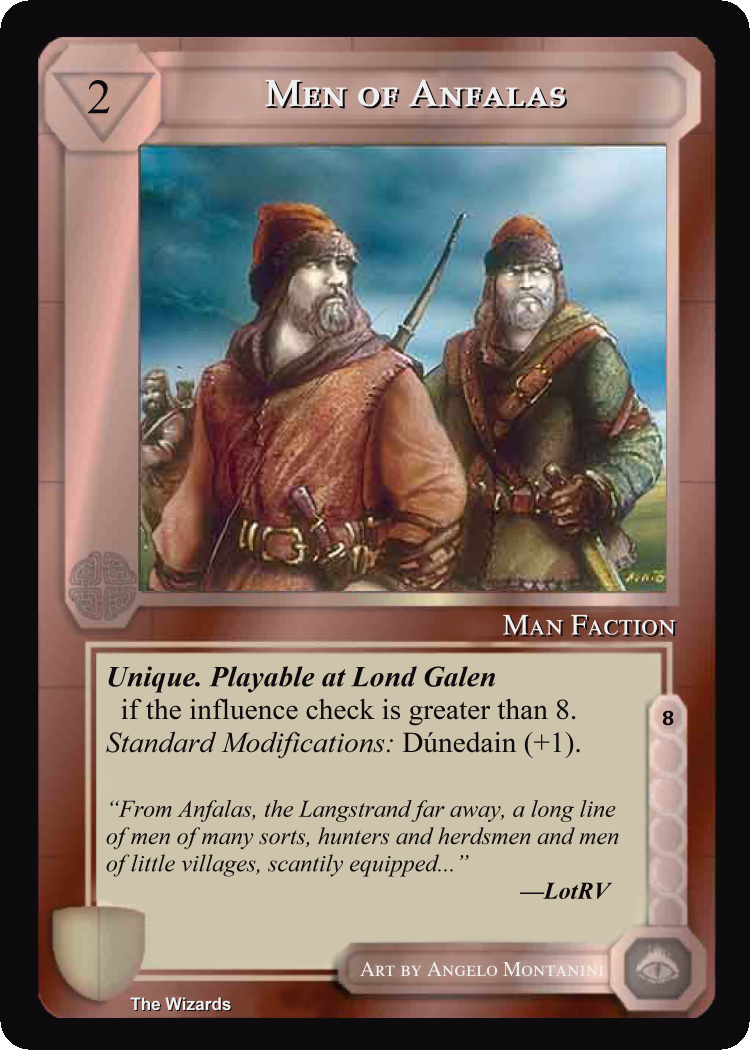 2
Men of Anfalas
Man Faction
Unique. Playable at Lond Galen
if the influence check is greater than 8.
Standard Modifications: Dúnedain (+1).
8
“From Anfalas, the Langstrand far away, a long line
of men of many sorts, hunters and herdsmen and men
of little villages, scantily equipped...”
—LotRV
Art by Angelo Montanini
The Wizards